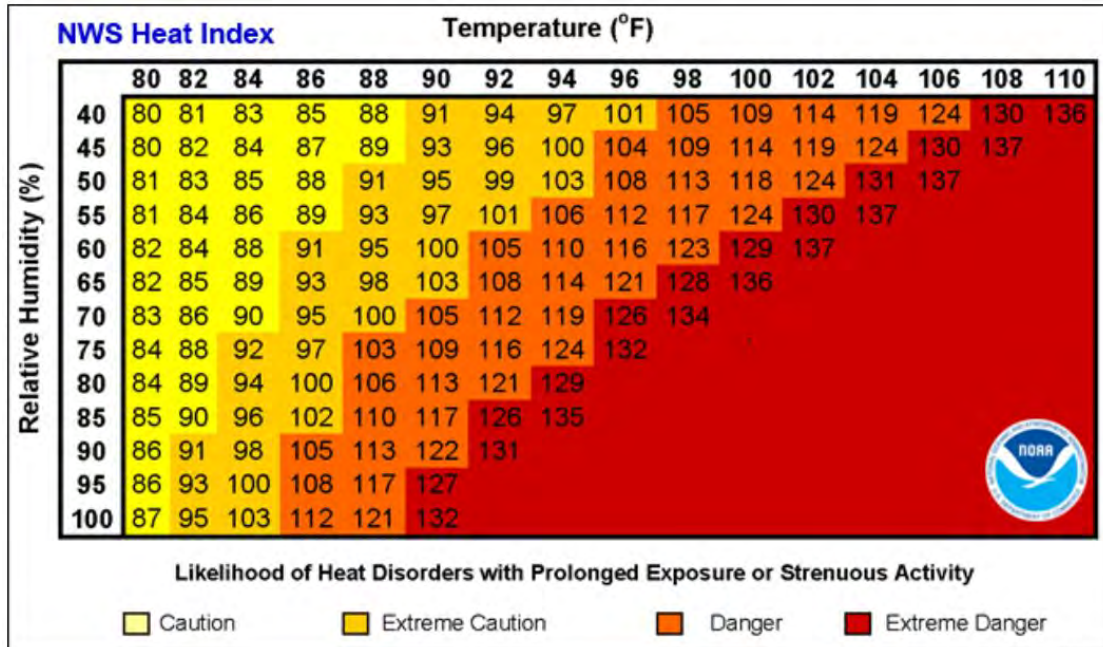 NWS Heat Index Temperature (°F)
80 82 84 86 88 90 92 94 96 98 100 102 104 106 108 110
Relative Humidity (%)
40 80 81 83 85 88 91 94 97 101 105 109 114 119 124 130 136
45 80 82 84 87 89 93 96 100 104 109 114 119 124 130 137
50 81 83 85 88 91 95 99 103 108 113 118 124 131 137
55 81 84 86 89 93 97 101 106 112 117 124 130 137
60 82 84 88 91 95 100 105 110 116 123 129 137
65 82 85 89 93 98 103 108 114 121 128 136
70 83 86 90 95 100 105 112 119 126 134
75 84 88 92 97 103 109 116 124 132
80 84 89 94 100 106 113 121 129
85 85 90 96 102 110 117 126 135
90 86 91 98 105 113 122 131
95 86 93 100 108 117 127
100 87 95 103 112 121 132
NOAA
Likelihood of Heat Disorders with Prolonged Exposure or Strenuous Activity
Caution Extreme Caution Danger Extreme Danger